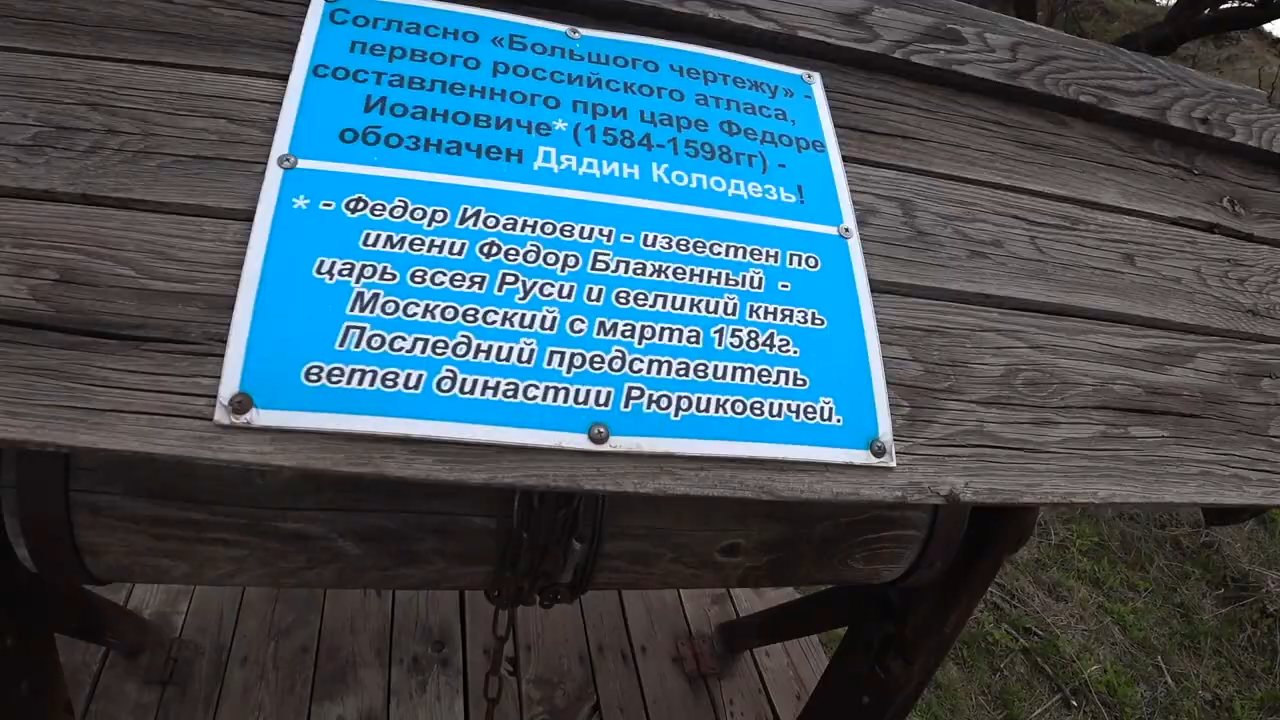 Согласно «Большого чертежу» -
первого российского атласа,
составленного при царе Федоре
Иоановиче* (1584-1598гг) -
обозначен Дядин Колодезь!
* - Федор Иоанович - известен по
имени Федор Блаженный -
царь всея Руси и великий князь
Московский с марта 1584г.
Последний представитель
ветви династии Рюриковичей.